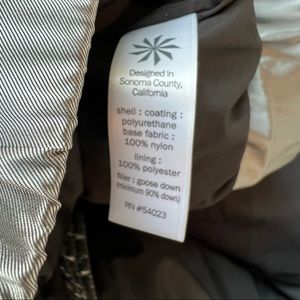 Designed in
Sonoma County,
California
shell : coating :
polyurethane
base fabric :
100% nylon
lining :
100% polyester
filler : goose down
(minimum 90% down)
RN #54023